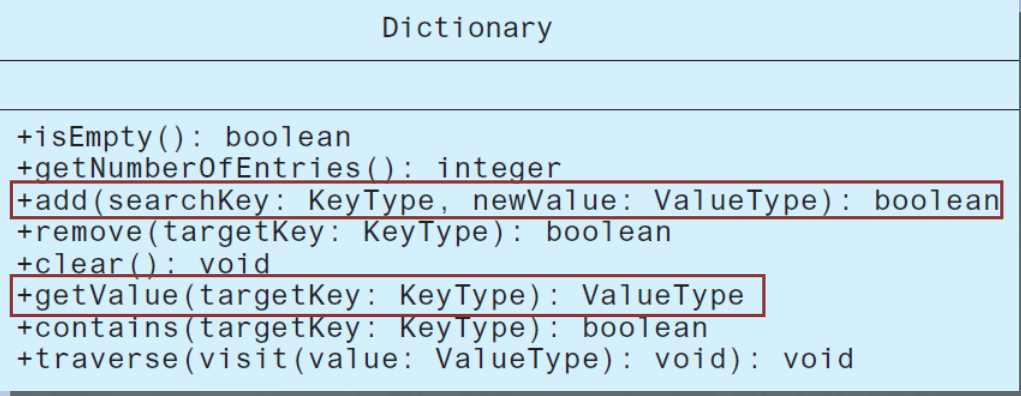 Dictionary
+isEmpty(): boolean
+getNumberOfEntries(): integer
+add(searchKey: KeyType, newValue: ValueType): boolean
+remove(targetKey: KeyType): boolean
+clear(): void
+getValue(targetKey: KeyType): ValueType
+contains(targetKey: KeyType): boolean
+traverse(visit(value: ValueType): void): void